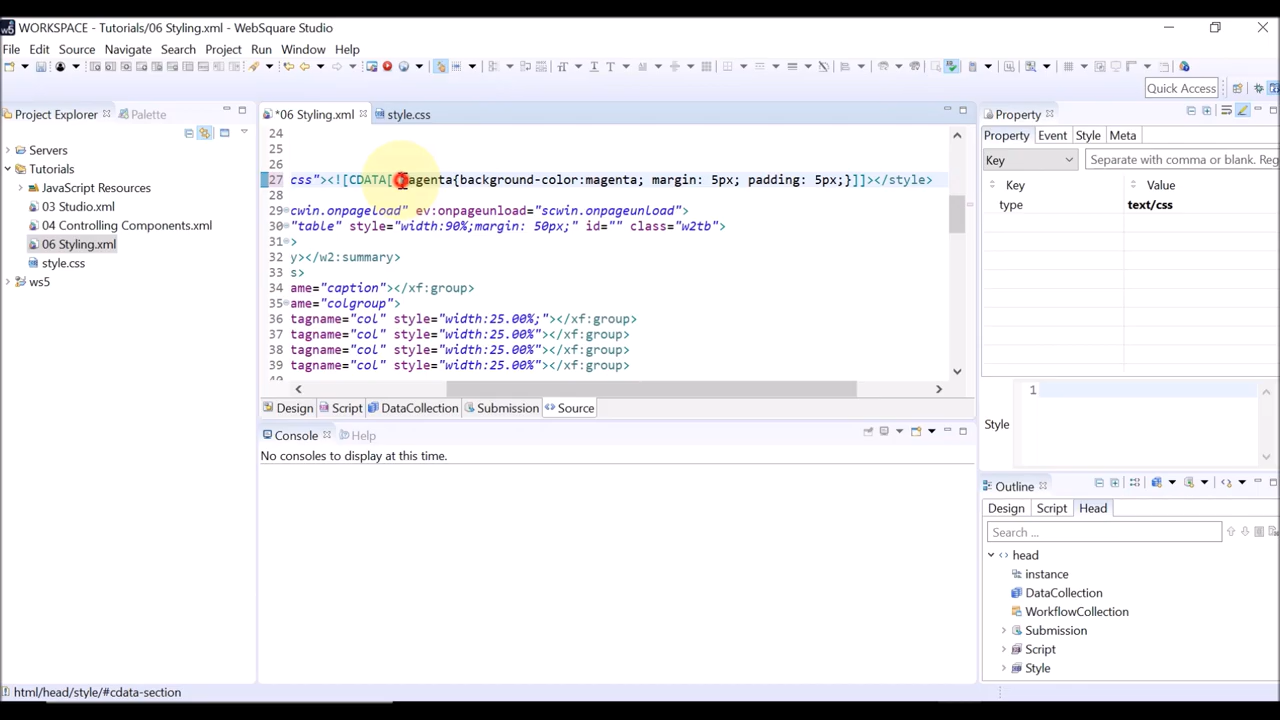 WORKSPACE - Tutorials/06 Styling.xml - WebSquare Studio
File Edit Source Navigate Search Project Run Window Help
Quick Access
Project Explorer Palette
*06 Styling.xml style.css
Property
Property Event Style Meta
Key Separate with comma, or blank.
Key Value
type text/css
Servers
Tutorials
JavaScript Resources
03 Studio.xml
04 Controlling Components.xml
06 Styling.xml
style.css
ws5
24
25
26
27 css"><![CDATA[ magenta{background-color:magenta; margin: 5px; padding: 5px;}]]></style>
28
29 cwin.onpageload" ev:onpageunload="scwin.onpageunload">
30 "table" style="width:90%;margin: 50px;" id="" class="w2tb">
31 >
32 y></w2:summary>
33 s>
34 ame="caption"></xf:group>
35 ame="colgroup">
36 tagname="col" style="width:25.00%;"></xf:group>
37 tagname="col" style="width:25.00%"></xf:group>
38 tagname="col" style="width:25.00%"></xf:group>
39 tagname="col" style="width:25.00%"></xf:group>
Design Script DataCollection Submission Source
Console Help
No consoles to display at this time.
1
Style
Outline
Design Script Head
Search ...
head
instance
DataCollection
WorkflowCollection
Submission
Script
Style
html/head/style/#cdata-section